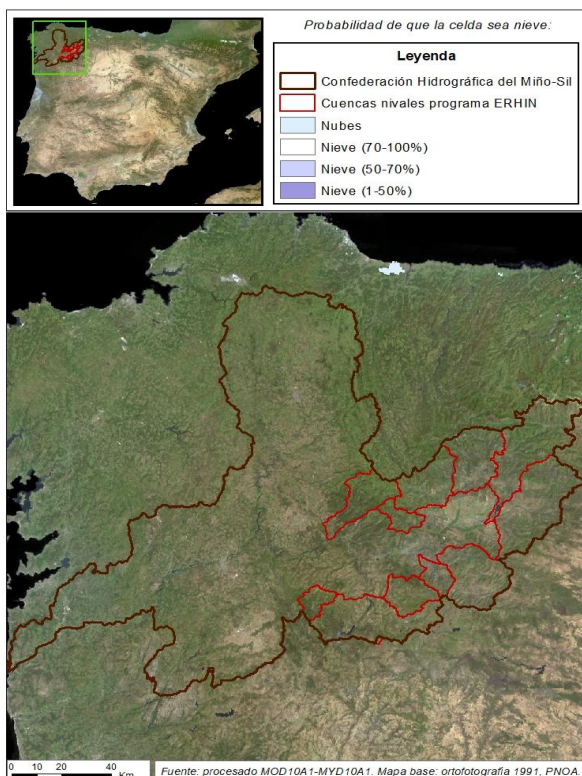 Probabilidad de que la celda sea nieve:
Leyenda
Confederación Hidrográfica del Miño-Sil
Cuencas nivales programa ERHIN
Nubes
Nieve (70-100%)
Nieve (50-70%)
Nieve (1-50%)
0 10 20 40
Km
Fuente: procesado MOD10A1-MYD10A1. Mapa base: ortofotografia 1991, PNOA.